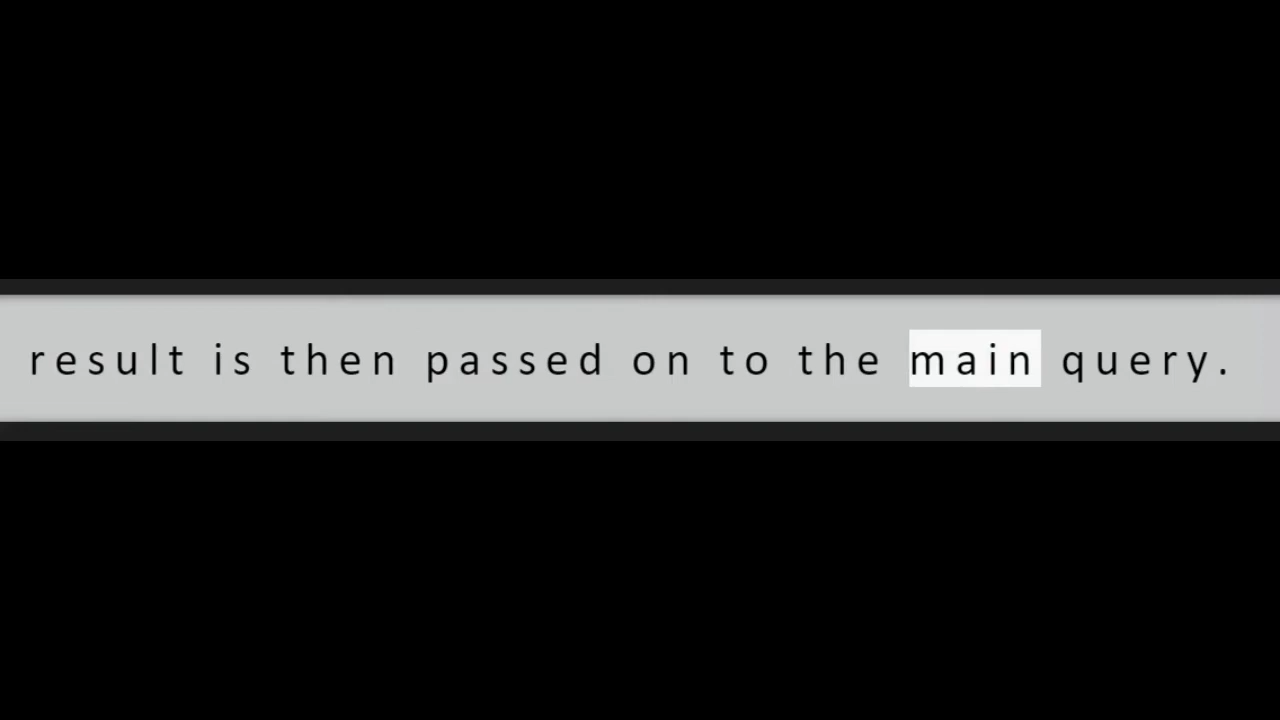 result is then passed on to the main query.